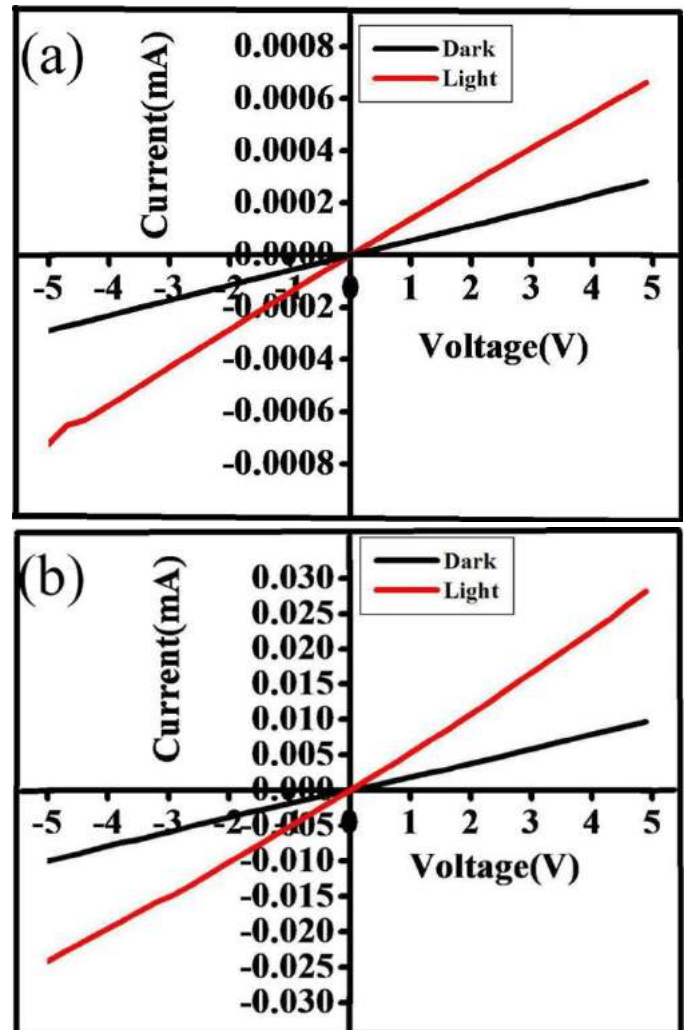 (a)
Current(mA)
Dark
Light
0.0008
0.0006
0.0004
0.0002
0.0000
-5 -4 -3 -2 -1 0 1 2 3 4 5
-0.0002
-0.0004
-0.0006
-0.0008
Voltage(V)
(b)
Current(mA)
Dark
Light
0.030
0.025
0.020
0.015
0.010
0.005
0.000
-5 -4 -3 -2 -1 0 1 2 3 4 5
-0.005
-0.010
-0.015
-0.020
-0.025
-0.030
Voltage(V)